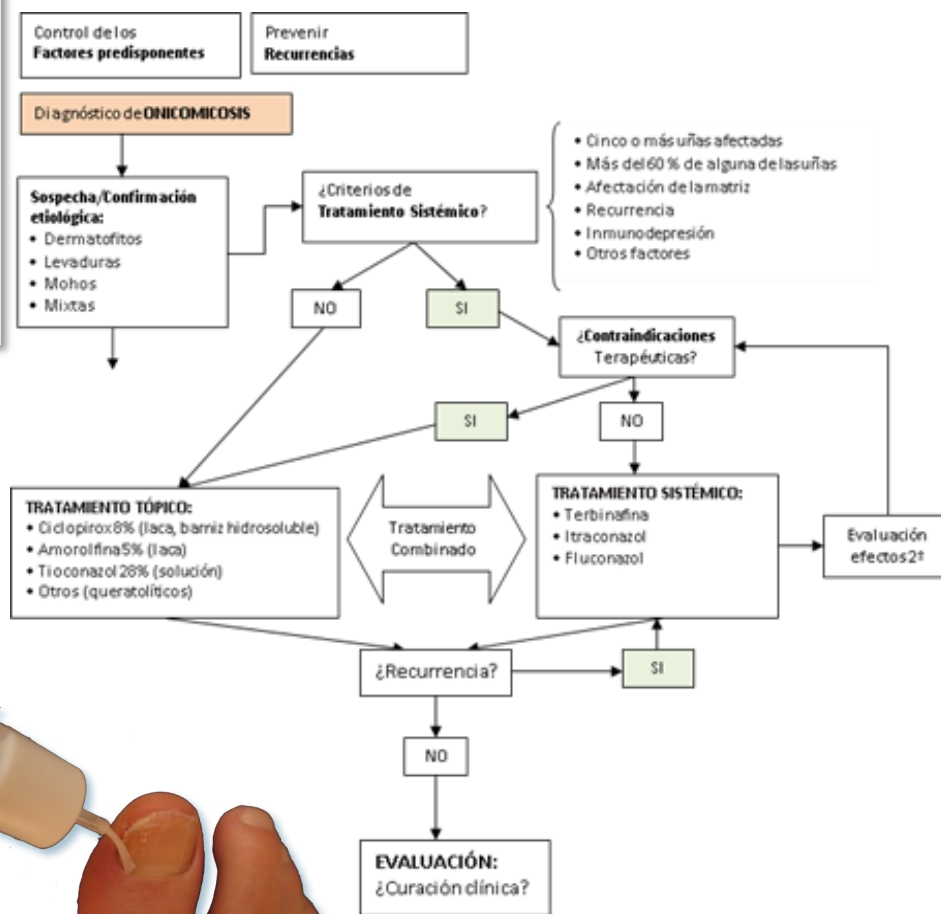 Control de los
Factores predisponentes
Prevenir
Recurrencias
Diagnóstico de ONICOMICOSIS
Sospecha/Confirmación
etiológica:
• Dermatofitos
• Levaduras
• Mohos
• Mixtas
¿Criterios de
Tratamiento Sistémico?
• Cinco o más uñas afectadas
• Más del 60 % de alguna de las uñas
• Afectación de la matriz
• Recurrencia
• Inmunodepresión
• Otros factores
NO
SI
¿Contraindicaciones
Terapéuticas?
SI
NO
TRATAMIENTO TÓPICO:
• Ciclopirox 8% (laca, barniz hidrosoluble)
• Amorolfina 5% (laca)
• Tioconazol 28% (solución)
• Otros (queratolíticos)
Tratamiento
Combinado
TRATAMIENTO SISTÉMICO:
• Terbinafina
• Itraconazol
• Fluconazol
Evaluación
efectos 2ª
¿Recurrencia?
SI
NO
EVALUACIÓN:
¿Curación clínica?